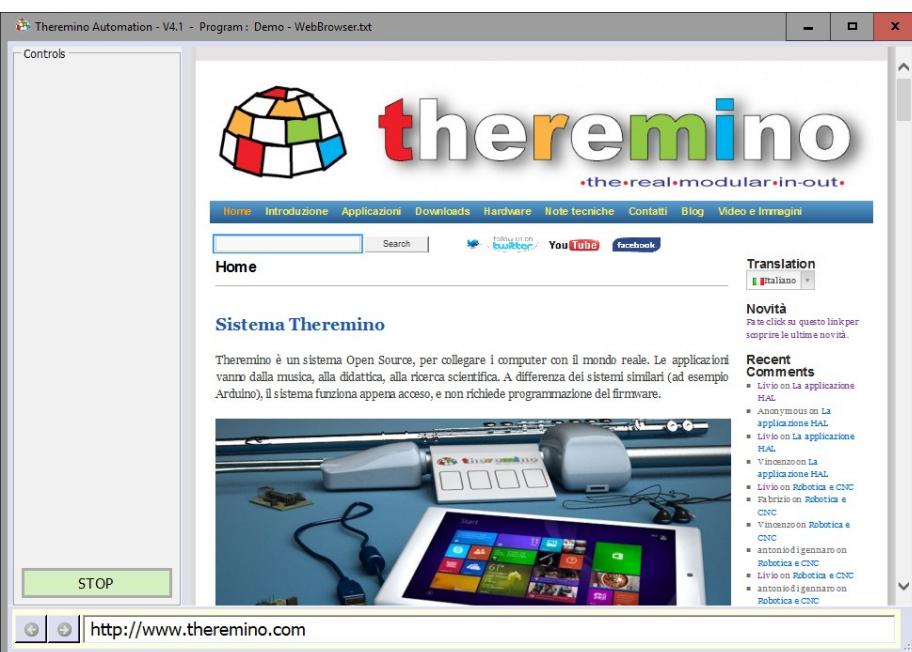 Theremino Automation - V4.1 - Program : Demo - WebBrowser.txt
Controls
theremino
•the•real•modular•in-out•
Home Introduzione Applicazioni Downloads Hardware Note tecniche Contatti Blog Video e Immagini
Search
follow us on
twitter
YouTube
facebook
Home
Sistema Theremino
Theremino è un sistema Open Source, per collegare i computer con il mondo reale. Le applicazioni
vanno dalla musica, alla didattica, alla ricerca scientifica. A differenza dei sistemi similari (ad esempio
Arduino), il sistema funziona appena acceso, e non richiede programmazione del firmware.
theremino
Start
Translation
Italiano
Novità
Fate click su questo link per
scoprire le ultime novità.
Recent
Comments
Livio on La applicazione
HAL
Anonymous on La
applicazione HAL
Livio on La applicazione
HAL
Vincenzo on La
applicazione HAL
Livio on Robotica e CNC
Fabrizio on Robotica e
CNC
Vincenzo on Robotica e
CNC
antonio di gennaro on
Robotica e CNC
Livio on Robotica e CNC
antonio di gennaro on
Robotica e CNC
STOP
http://www.theremino.com